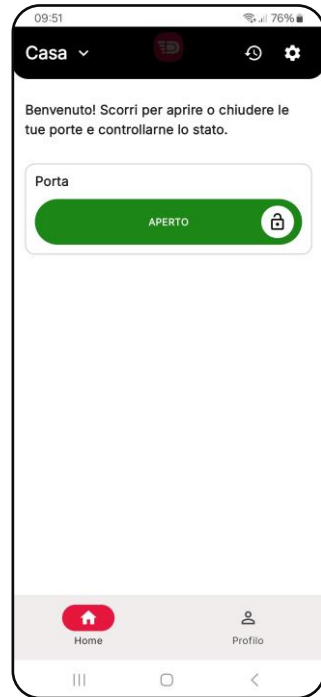 09:51
76%
Casa
Benvenuto! Scorri per aprire o chiudere le
tue porte e controllarne lo stato.
Porta
APERTO
Home
Profilo